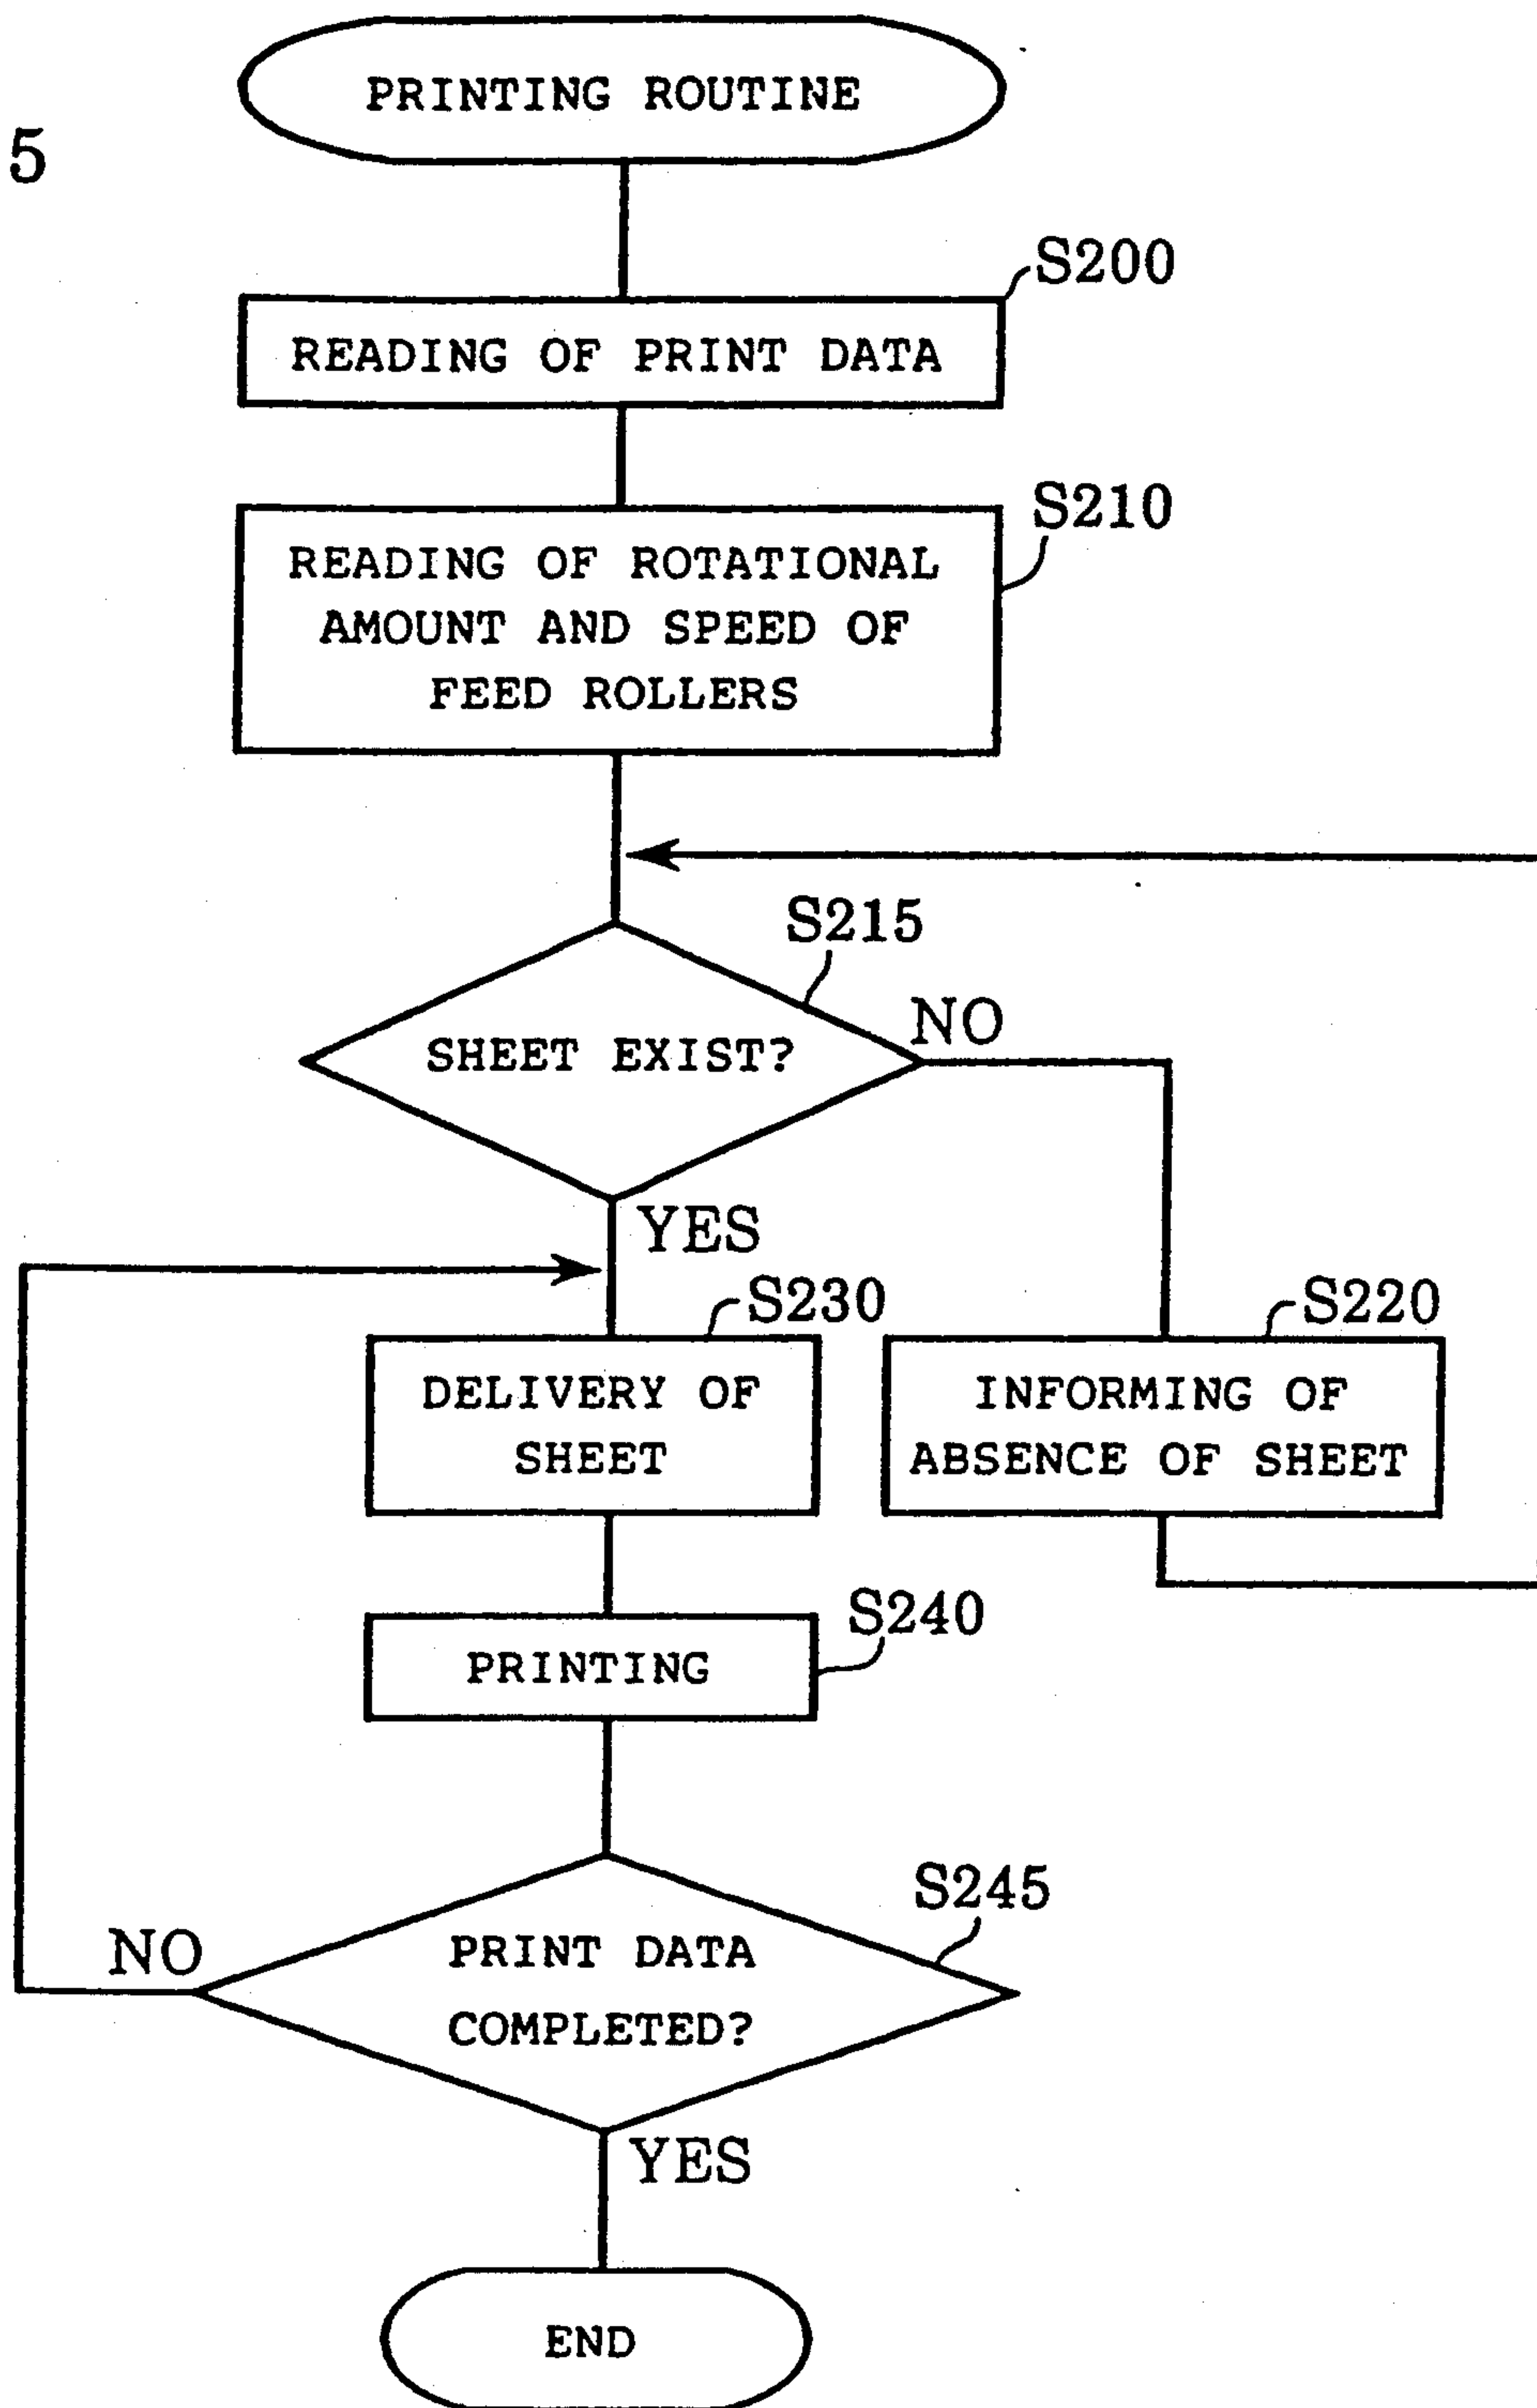 PRINTING ROUTINE
5
S200
READING OF PRINT DATA
S210
READING OF ROTATIONAL
AMOUNT AND SPEED OF
FEED ROLLERS
S215
NO
SHEET EXIST?
YES
S230
S220
DELIVERY OF
SHEET
INFORMING OF
ABSENCE OF SHEET
S240
PRINTING
S245
NO
PRINT DATA
COMPLETED?
YES
END